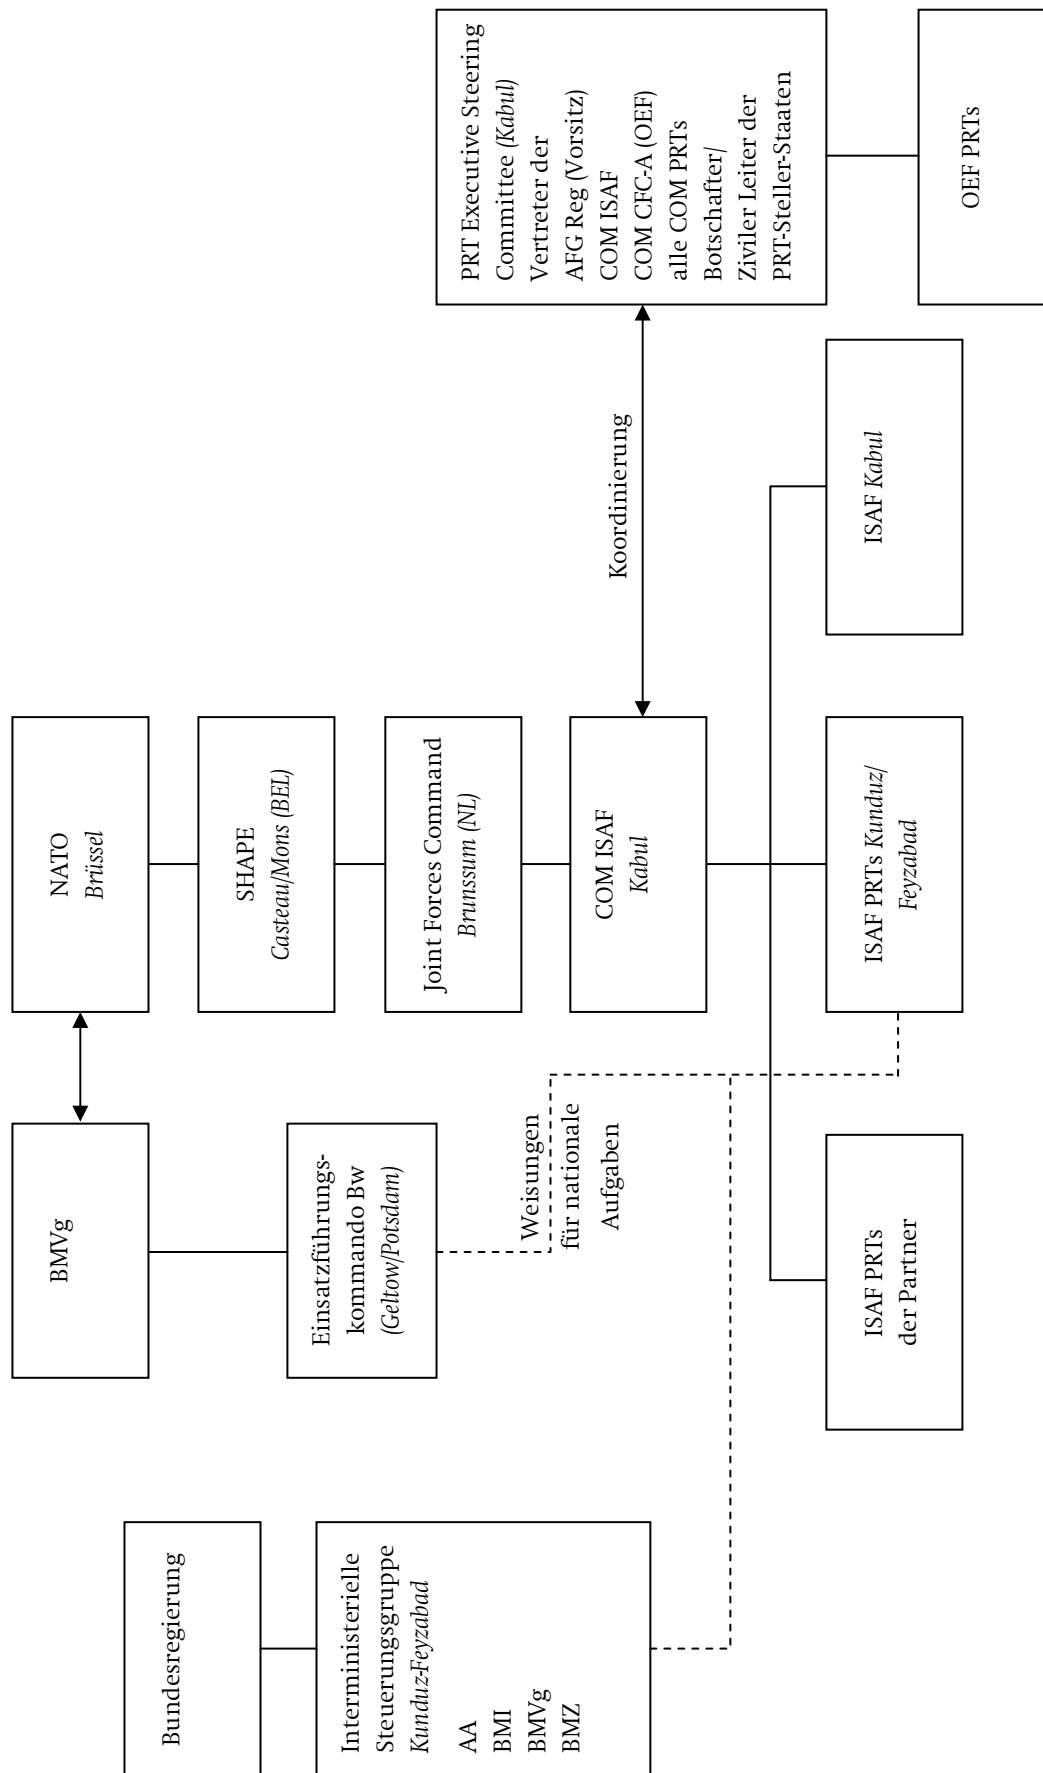 Bundesregierung
Interministerielle
Steuerungsgruppe
Kunduz-Feyzabad
AA
BMI
BMVg
BMZ
BMVg
Einsatzführungs-
kommando Bw
(Geltow/Potsdam)
Weisungen
für nationale
Aufgaben
NATO
Brüssel
SHAPE
Casteau/Mons (BEL)
Joint Forces Command
Brunssum (NL)
COM ISAF
Kabul
Koordinierung
PRT Executive Steering
Committee (Kabul)
Vertreter der
AFG Reg (Vorsitz)
COM ISAF
COM CFC-A (OEF)
alle COM PRTs
Botschafter/
Ziviler Leiter der
PRT-Steller-Staaten
ISAF PRTs
der Partner
ISAF PRTs Kunduz/
Feyzabad
ISAF Kabul
OEF PRTs